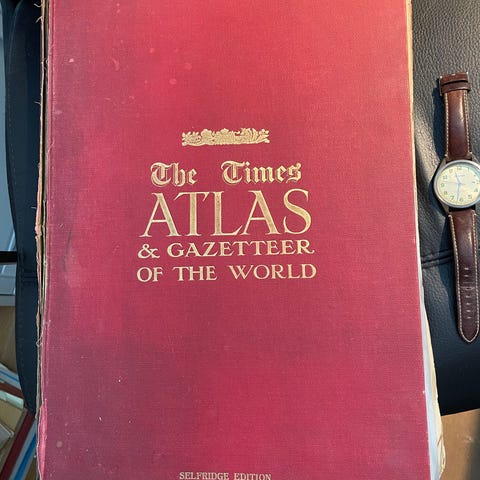 The Times
ATLAS
& GAZETTEER
OF THE WORLD
SELFRIDGE EDITION